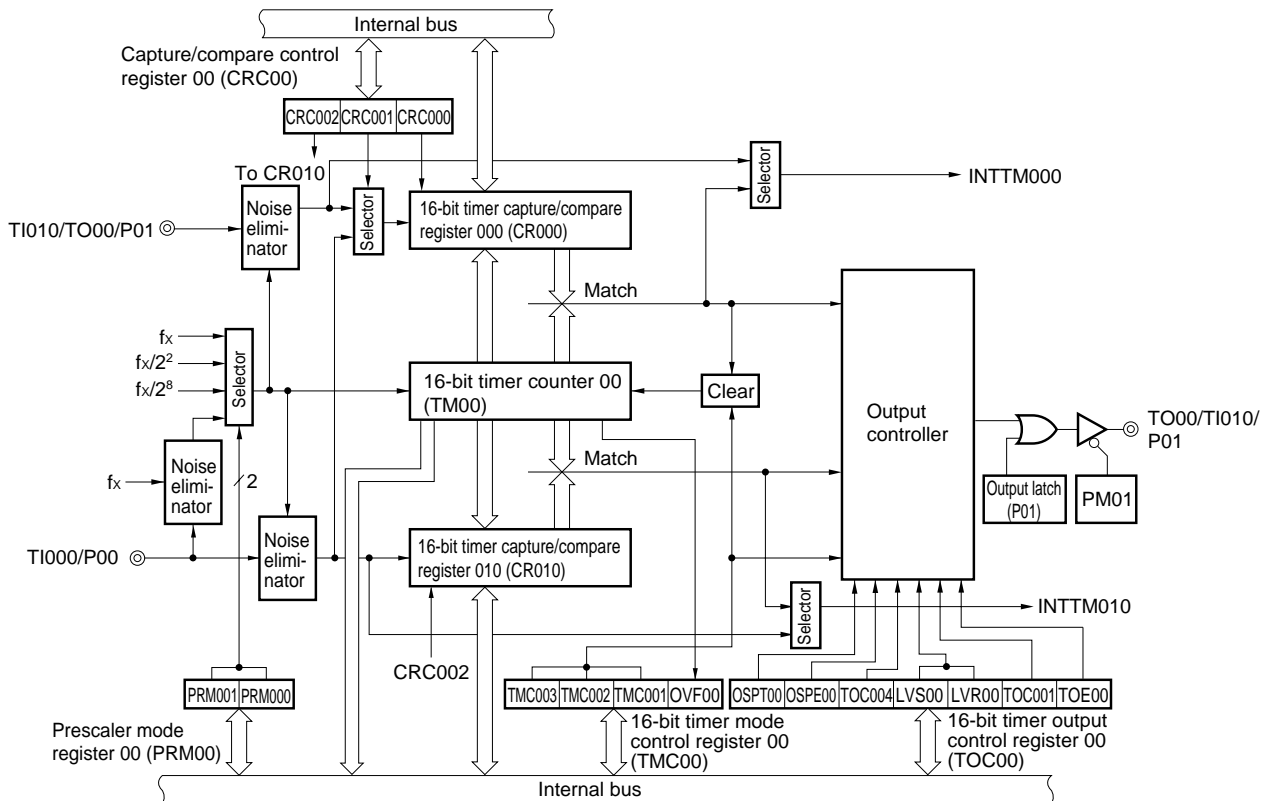 Internal bus
Capture/compare control
register 00 (CRC00)
CRC002 CRC001 CRC000
To CR010
Selector
INTTM000
Noise
elimi-
nator
Selector
16-bit timer capture/compare
register 000 (CR000)
TI010/TO00/P01
Match
fX
fX/2²
fX/2⁸
Selector
16-bit timer counter 00
(TM00)
Clear
Output
controller
TO00/TI010/
P01
Match
fX
Noise
elimi-
nator
2
Output latch
(P01)
PM01
TI000/P00
Noise
elimi-
nator
16-bit timer capture/compare
register 010 (CR010)
Selector
INTTM010
CRC002
PRM001 PRM000
TMC003 TMC002 TMC001 OVF00
OSPT00 OSPE00 TOC004 LVS00 LVR00 TOC001 TOE00
Prescaler mode
register 00 (PRM00)
16-bit timer mode
control register 00
(TMC00)
16-bit timer output
control register 00
(TOC00)
Internal bus